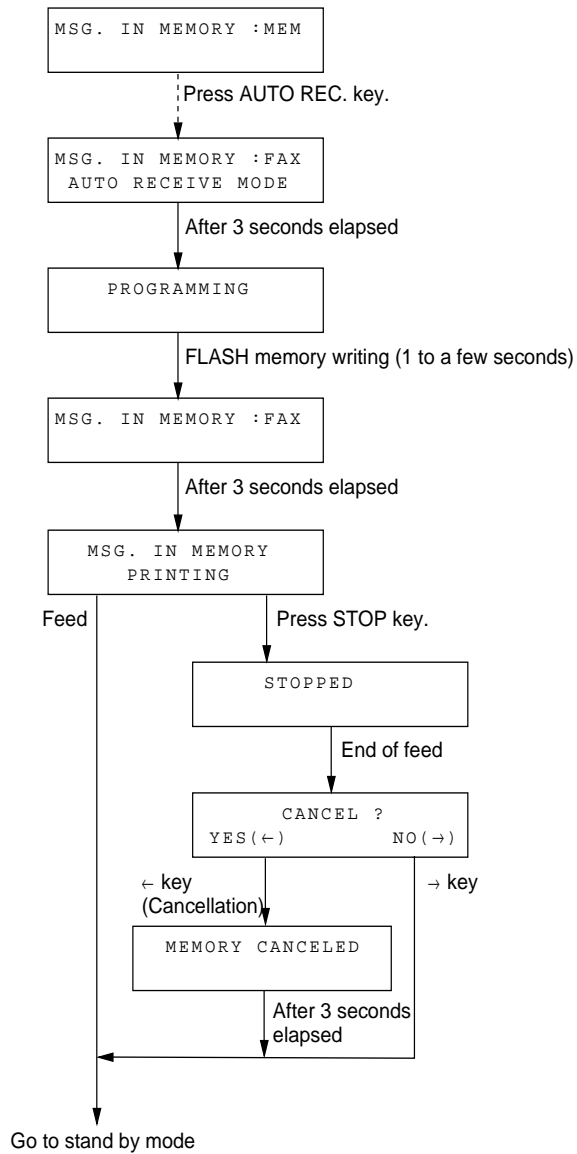 MSG. IN MEMORY :MEM
Press AUTO REC. key.
MSG. IN MEMORY :FAX
AUTO RECEIVE MODE
After 3 seconds elapsed
PROGRAMMING
FLASH memory writing (1 to a few seconds)
MSG. IN MEMORY :FAX
After 3 seconds elapsed
MSG. IN MEMORY
PRINTING
Feed
Press STOP key.
STOPPED
End of feed
CANCEL ?
YES(←) NO(→)
← key
(Cancellation)
→ key
MEMORY CANCELED
After 3 seconds
elapsed
Go to stand by mode